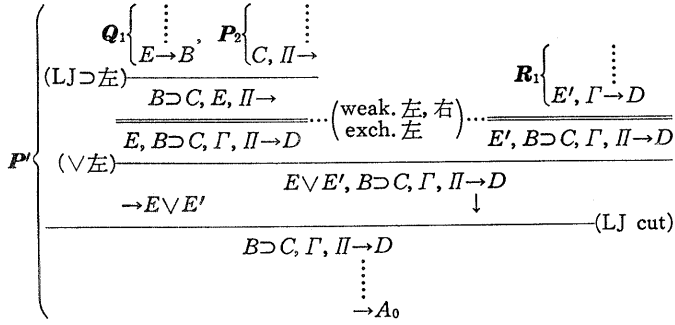 Q₁{ E→B, P₂{ C, Π→
(LJ⊃左)
B⊃C, E, Π→
R₁{ E′, Γ→D
E, B⊃C, Γ, Π→D …(weak. 左, 右 exch. 左)… E′, B⊃C, Γ, Π→D
P′{ (∨左)
E∨E′, B⊃C, Γ, Π→D
→E∨E′ ↓
(LJ cut)
B⊃C, Γ, Π→D
→A₀